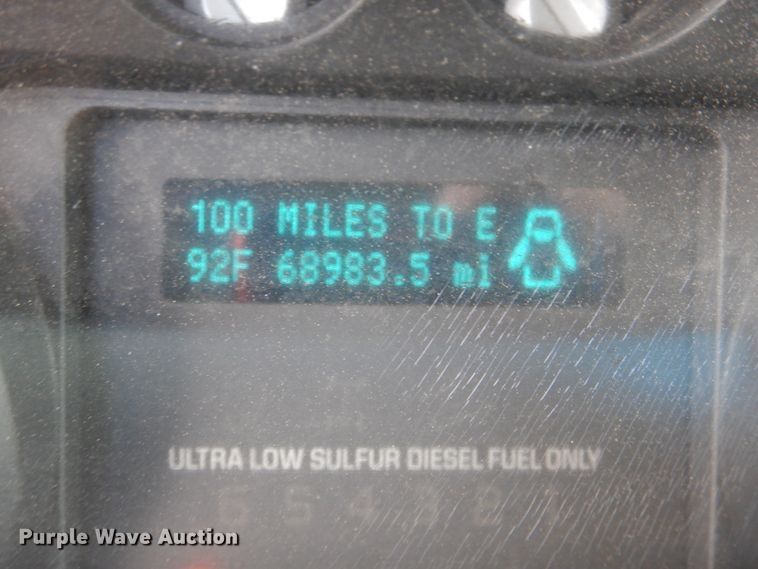 100 MILES TO E
92F 68983.5 mi
ULTRA LOW SULFUR DIESEL FUEL ONLY
Purple Wave Auction